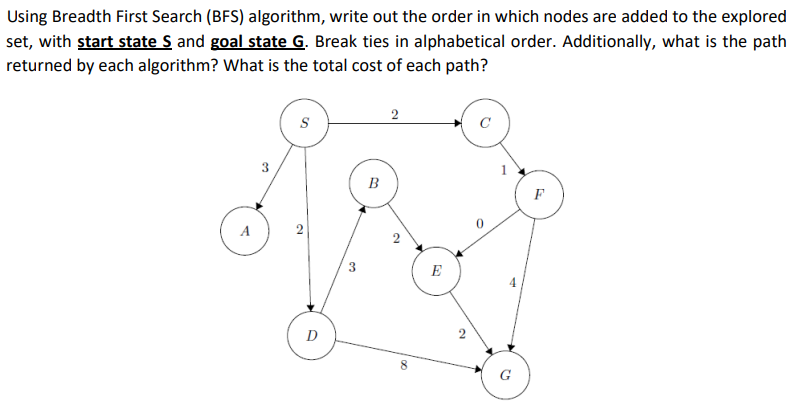 Using Breadth First Search (BFS) algorithm, write out the order in which nodes are added to the explored
set, with start state S and goal state G. Break ties in alphabetical order. Additionally, what is the path
returned by each algorithm? What is the total cost of each path?
2
S
C
3
1
B
F
A
2
0
2
3
E
4
D
2
8
G